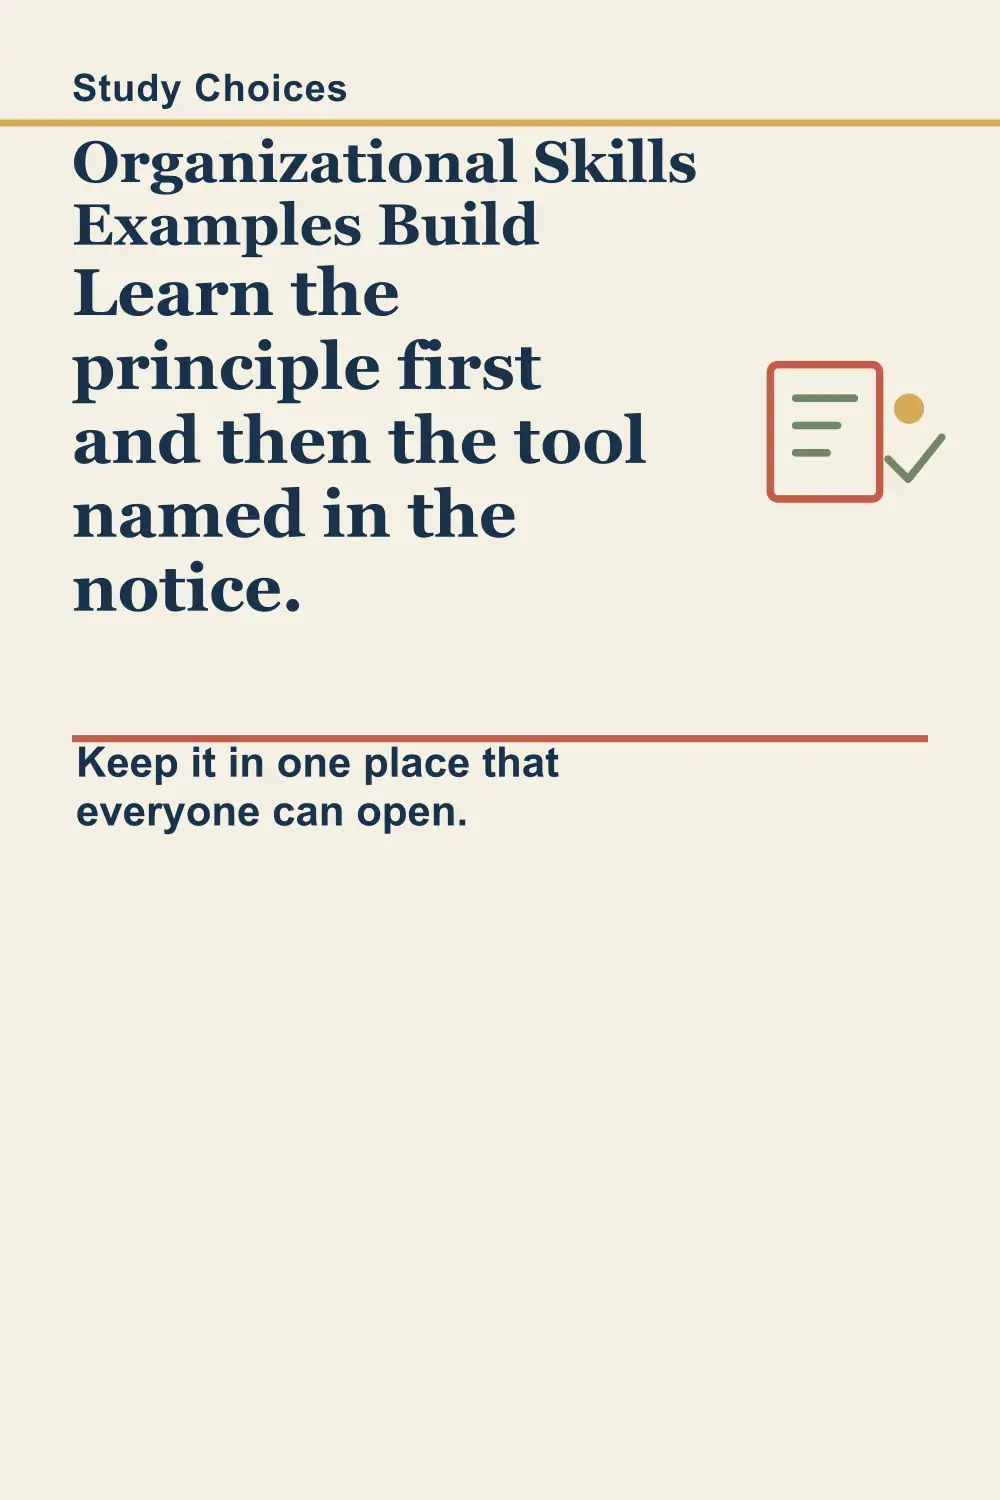 Study Choices
Organizational Skills
Examples Build
Learn the
principle first
and then the tool
named in the
notice.
Keep it in one place that
everyone can open.